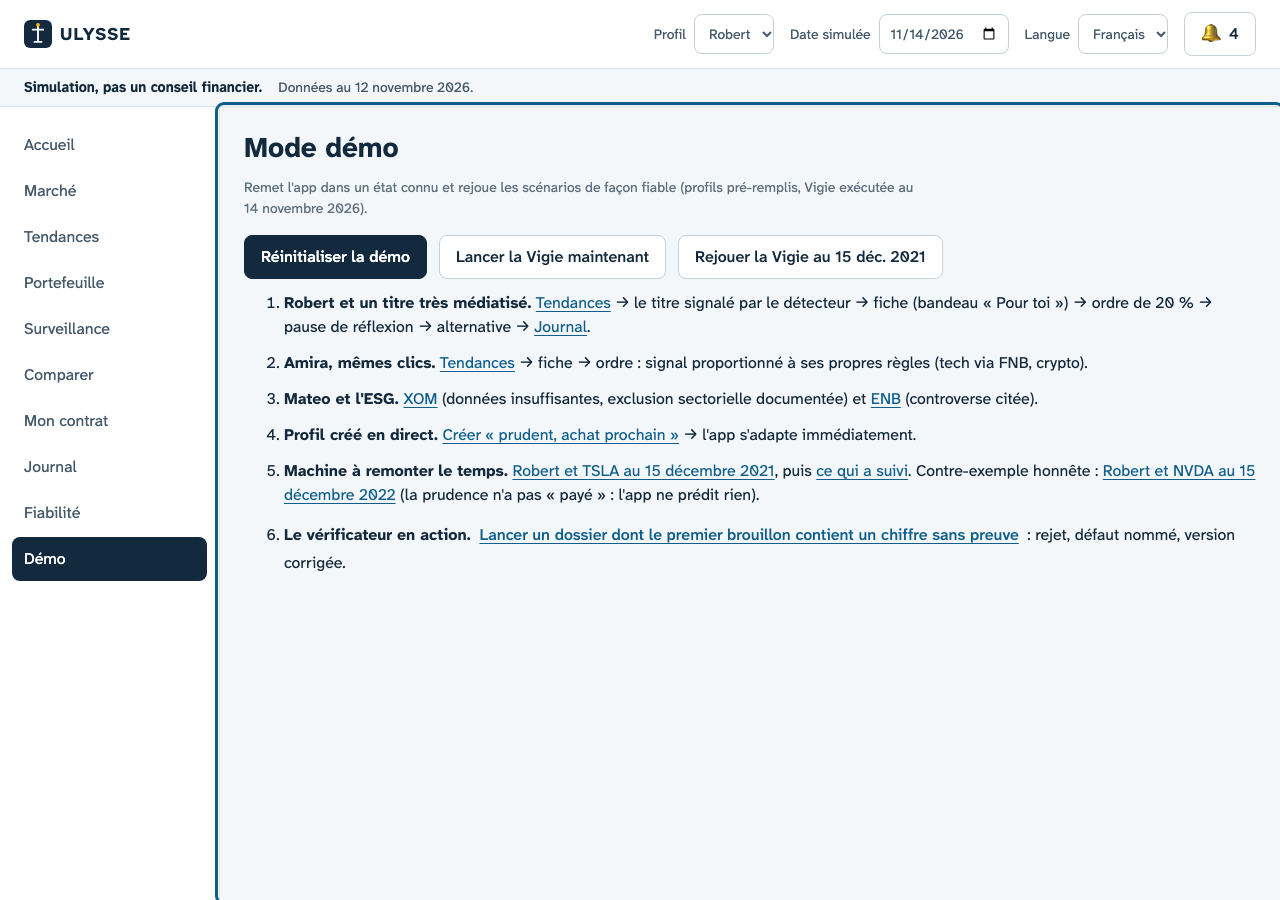 ULYSSE
Profil Robert Date simulée 11/14/2026 Langue Français 4
Simulation, pas un conseil financier. Données au 12 novembre 2026.
Accueil
Marché
Tendances
Portefeuille
Surveillance
Comparer
Mon contrat
Journal
Fiabilité
Démo
Mode démo
Remet l'app dans un état connu et rejoue les scénarios de façon fiable (profils pré-remplis, Vigie exécutée au
14 novembre 2026).
Réinitialiser la démo Lancer la Vigie maintenant Rejouer la Vigie au 15 déc. 2021
1. Robert et un titre très médiatisé. Tendances → le titre signalé par le détecteur → fiche (bandeau « Pour toi ») → ordre de 20 % →
pause de réflexion → alternative → Journal.
2. Amira, mêmes clics. Tendances → fiche → ordre : signal proportionné à ses propres règles (tech via FNB, crypto).
3. Mateo et l'ESG. XOM (données insuffisantes, exclusion sectorielle documentée) et ENB (controverse citée).
4. Profil créé en direct. Créer « prudent, achat prochain » → l'app s'adapte immédiatement.
5. Machine à remonter le temps. Robert et TSLA au 15 décembre 2021, puis ce qui a suivi. Contre-exemple honnête : Robert et NVDA au 15
décembre 2022 (la prudence n'a pas « payé » : l'app ne prédit rien).
6. Le vérificateur en action. Lancer un dossier dont le premier brouillon contient un chiffre sans preuve : rejet, défaut nommé, version
corrigée.